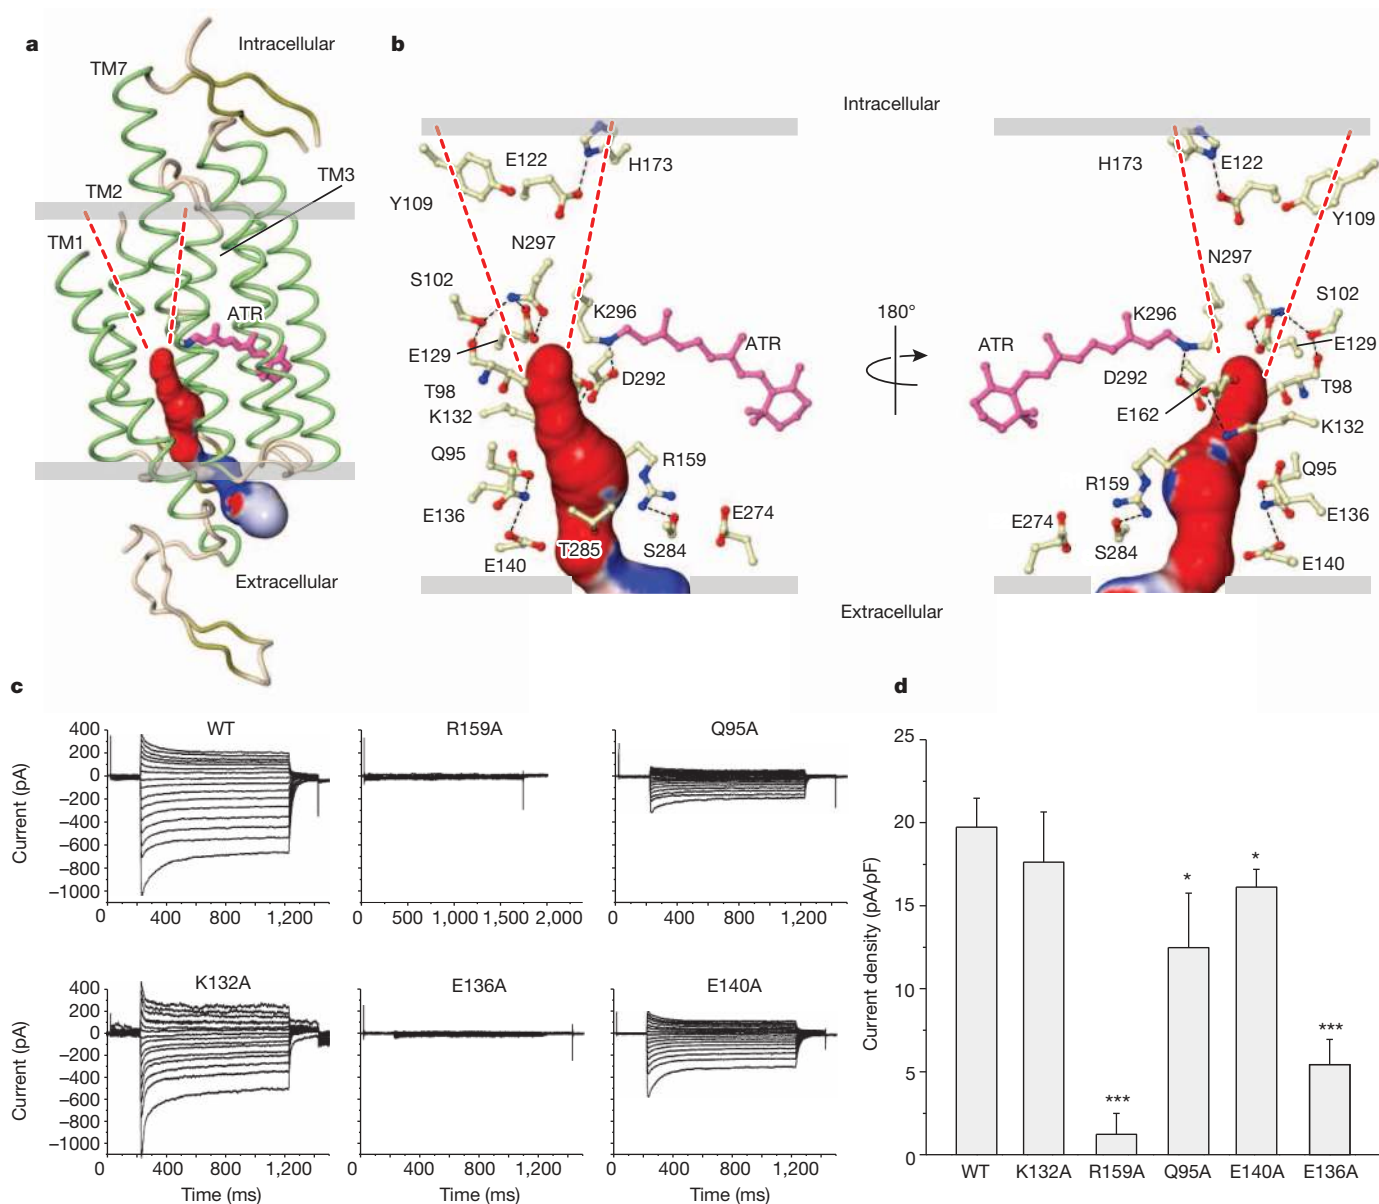 a
Intracellular
TM7
TM3
TM2
TM1
ATR
Extracellular
b
Intracellular
E122
H173
Y109
N297
S102
K296
ATR
E129
D292
T98
K132
Q95
R159
E136
E274
T285
S284
E140
180°
H173
E122
Y109
N297
S102
K296
ATR
E129
D292
T98
E162
K132
Q95
R159
E136
E274
S284
E140
Extracellular
c
WT
R159A
Q95A
Current (pA)
400
200
0
−200
−400
−600
−800
−1000
0 400 800 1,200
0 500 1,000 1,500 2,000
0 400 800 1,200
K132A
E136A
E140A
Current (pA)
400
200
0
−200
−400
−600
−800
−1000
0 400 800 1,200
0 400 800 1,200
0 400 800 1,200
Time (ms)
Time (ms)
Time (ms)
d
Current density (pA/pF)
25
20
15
10
5
0
***
*
*
***
WT K132A R159A Q95A E140A E136A